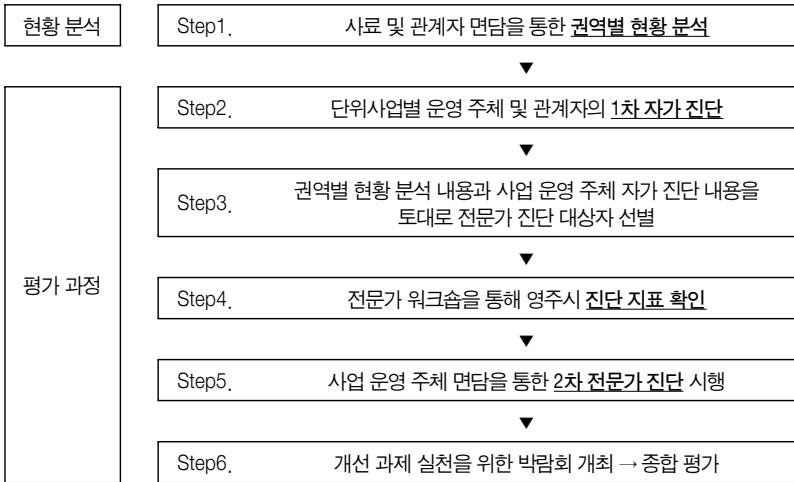 현황 분석
Step1. 사료 및 관계자 면담을 통한 권역별 현황 분석
▼
평가 과정
Step2. 단위사업별 운영 주체 및 관계자의 1차 자가 진단
▼
Step3. 권역별 현황 분석 내용과 사업 운영 주체 자가 진단 내용을
토대로 전문가 진단 대상자 선별
▼
Step4. 전문가 워크숍을 통해 영주시 진단 지표 확인
▼
Step5. 사업 운영 주체 면담을 통한 2차 전문가 진단 시행
▼
Step6. 개선 과제 실천을 위한 박람회 개최 → 종합 평가